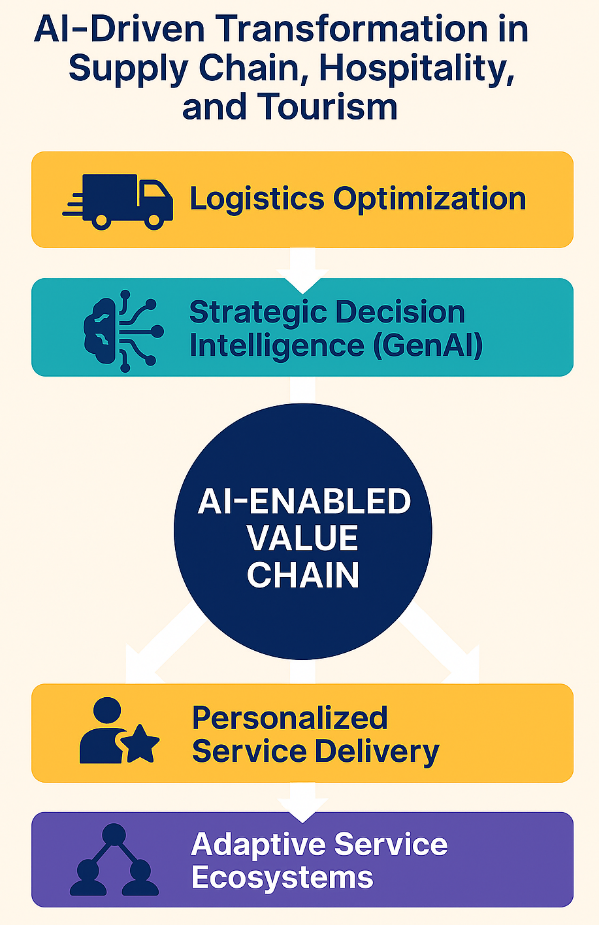 AI-Driven Transformation in
Supply Chain, Hospitality,
and Tourism
Logistics Optimization
Strategic Decision
Intelligence (GenAI)
AI-ENABLED
VALUE
CHAIN
Personalized
Service Delivery
Adaptive Service
Ecosystems